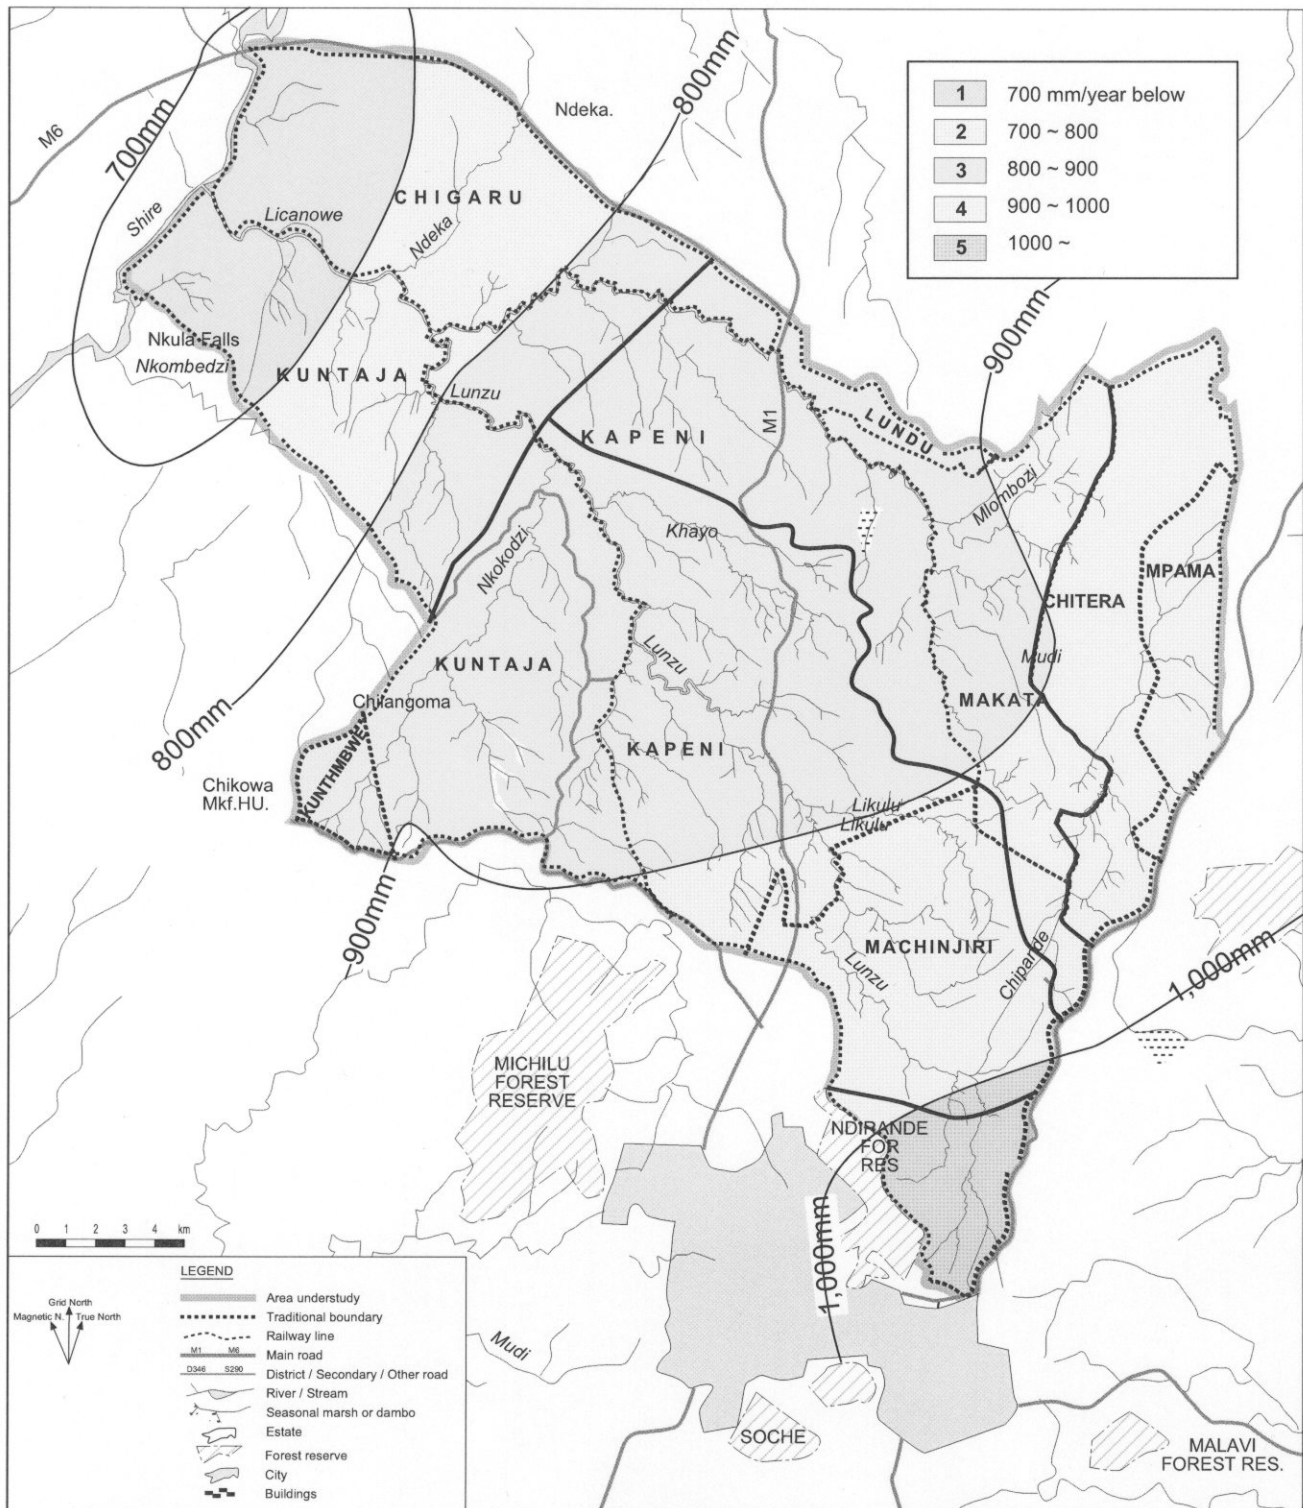 700mm
M6
Shire
Licanowe
CHIGARU
Ndeka
Ndeka.
800mm
1 700 mm/year below
2 700 ~ 800
3 800 ~ 900
4 900 ~ 1000
5 1000 ~
900mm
Nkula Falls
Nkombedzi
KUNTAJA
Lunzu
KAPENI
M1
LUNDU
Mlombozi
Khayo
Nkokodzi
MPAMA
CHITERA
Mudi
Lunzu
KUNTAJA
Chilangoma
MAKATA
KAPENI
800mm
KUNTHMBWE
Chikowa
Mkf.HU.
Likulu
Likulu
900mm
MACHINJIRI
Lunzu
Chipande
1,000mm
MICHILU
FOREST
RESERVE
NDIRANDE
FOR
RES
1,000mm
0 1 2 3 4 km
Mudi
SOCHE
MALAVI
FOREST RES.
Grid North
Magnetic N. True North
LEGEND
Area understudy
Traditional boundary
Railway line
M1 M6 Main road
D346 S290 District / Secondary / Other road
River / Stream
Seasonal marsh or dambo
Estate
Forest reserve
City
Buildings